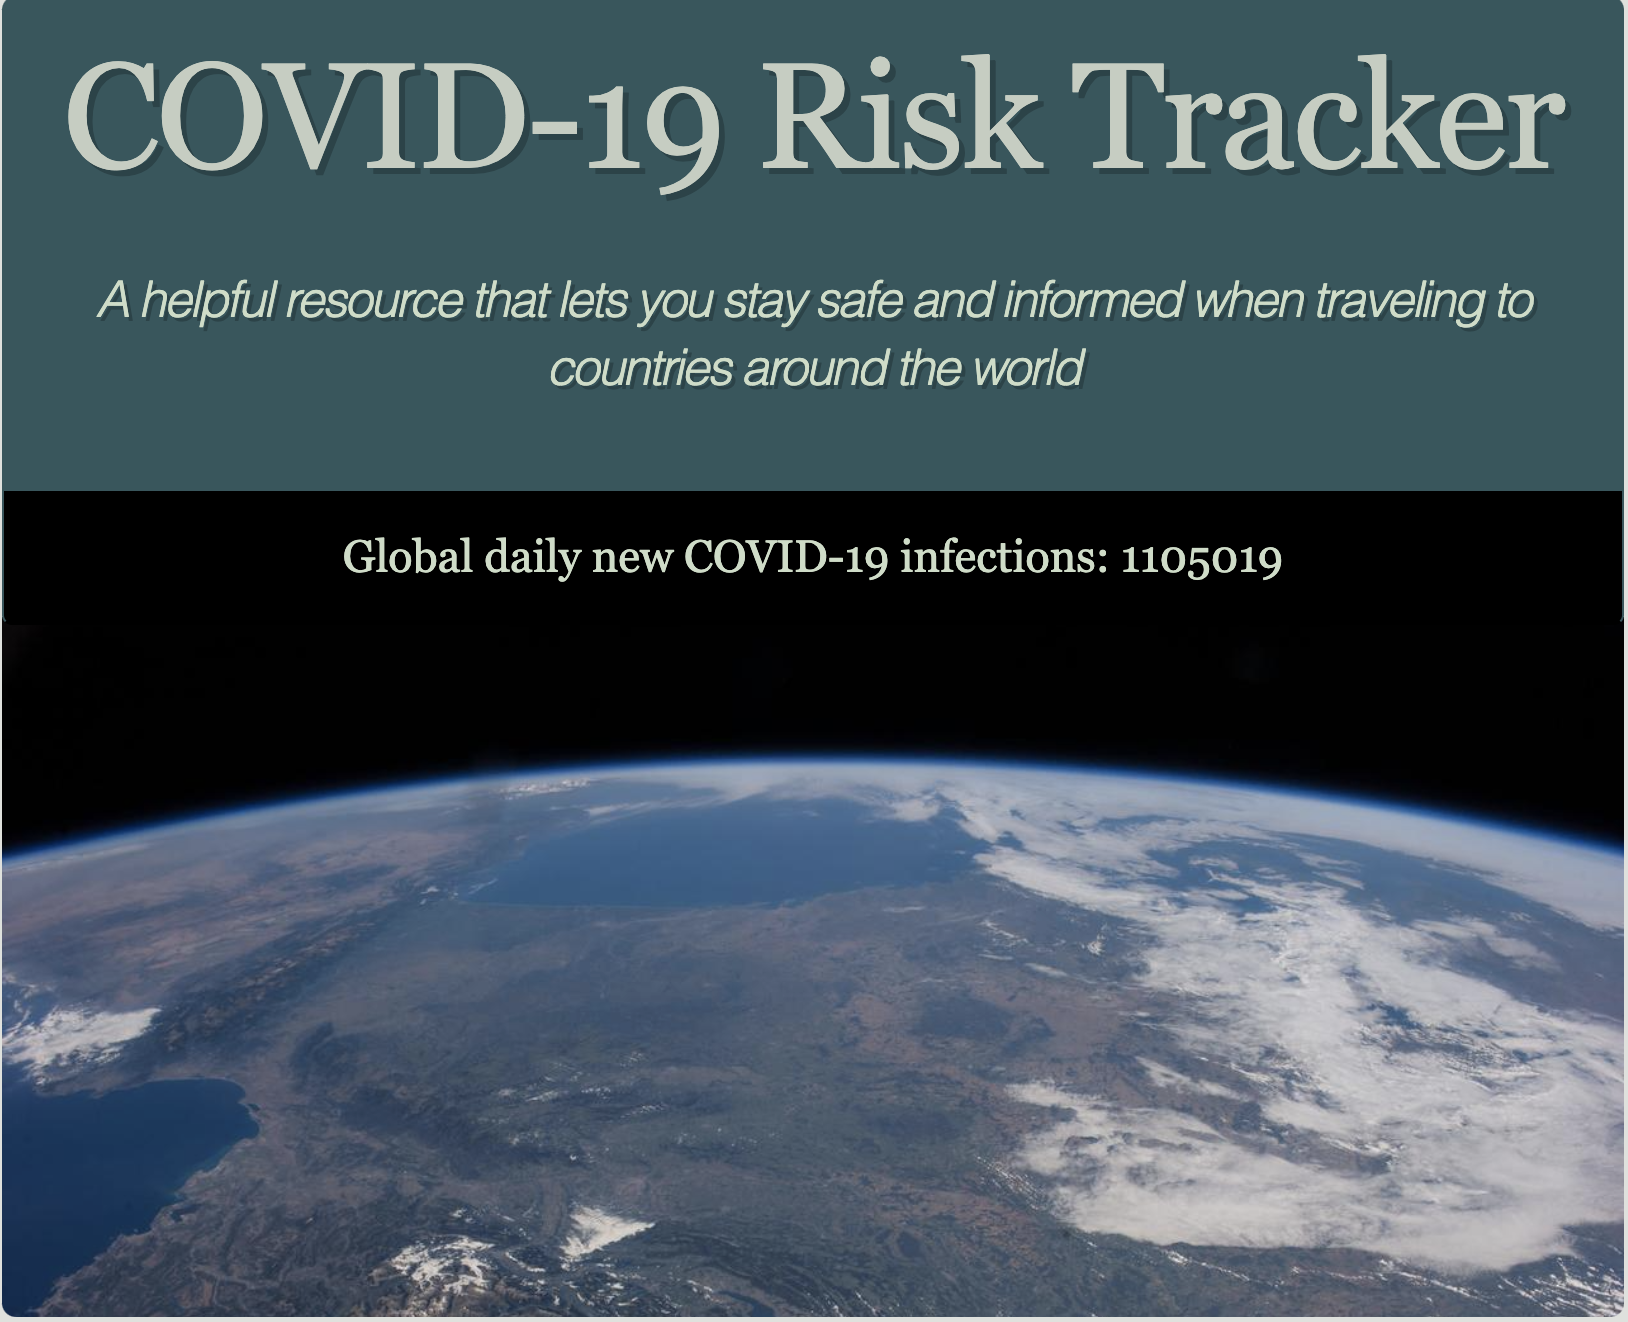 COVID-19 Risk Tracker
A helpful resource that lets you stay safe and informed when traveling to
countries around the world
Global daily new COVID-19 infections: 1105019